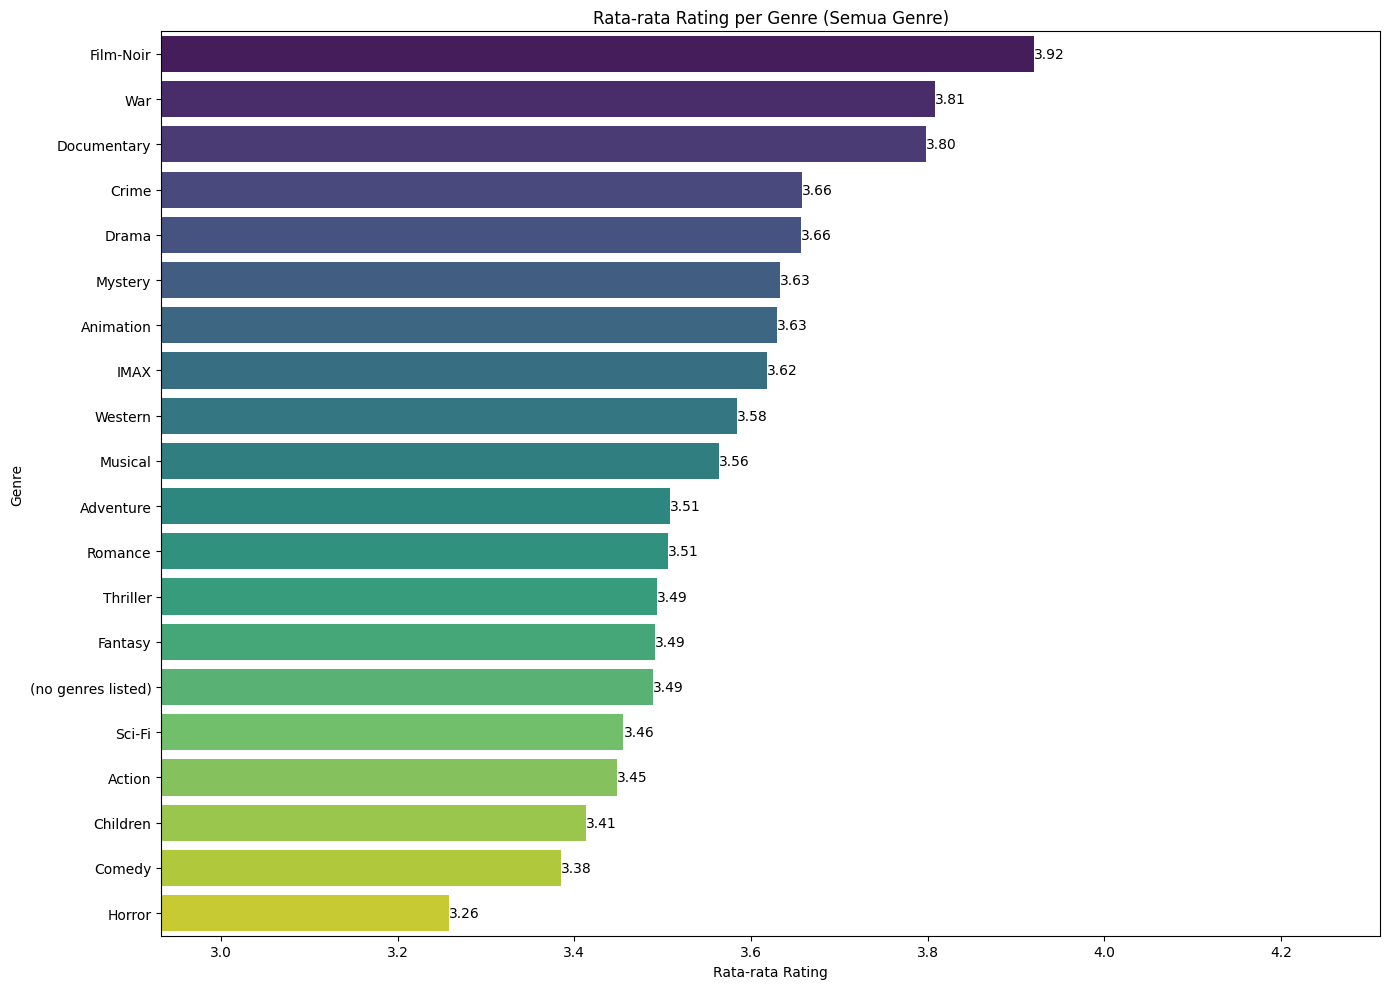 Rata-rata Rating per Genre (Semua Genre)
Genre
Film-Noir 3.92
War 3.81
Documentary 3.80
Crime 3.66
Drama 3.66
Mystery 3.63
Animation 3.63
IMAX 3.62
Western 3.58
Musical 3.56
Adventure 3.51
Romance 3.51
Thriller 3.49
Fantasy 3.49
(no genres listed) 3.49
Sci-Fi 3.46
Action 3.45
Children 3.41
Comedy 3.38
Horror 3.26
3.0 3.2 3.4 3.6 3.8 4.0 4.2
Rata-rata Rating